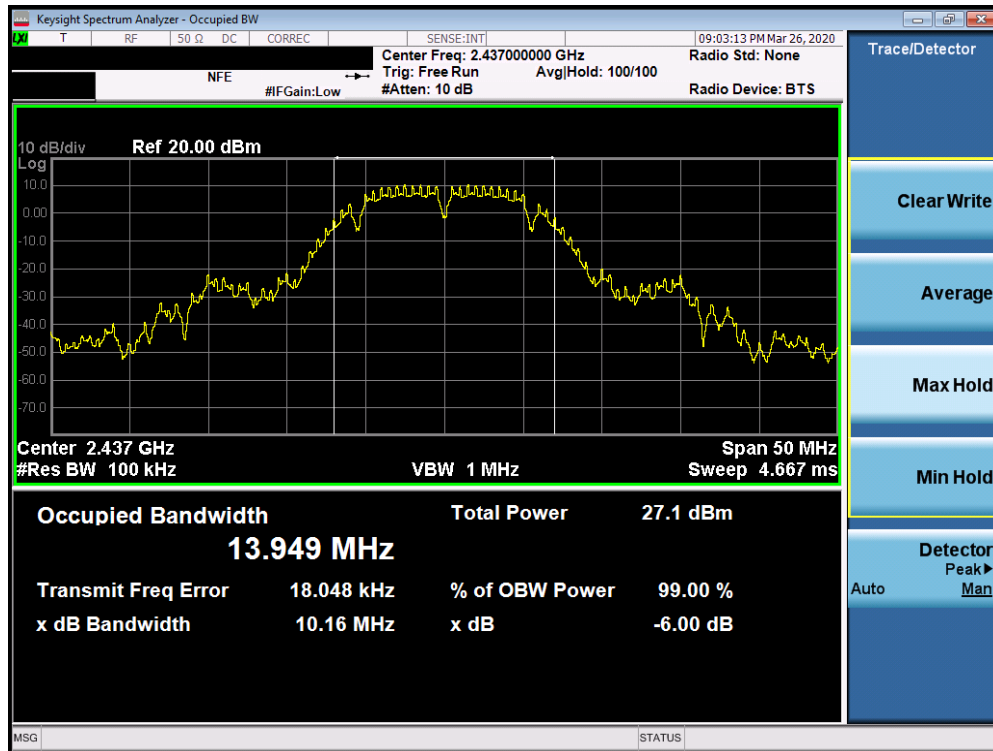 Keysight Spectrum Analyzer - Occupied BW
LXI T RF 50 Ω DC CORREC SENSE:INT 09:03:13 PM Mar 26, 2020
Center Freq: 2.437000000 GHz Radio Std: None
NFE Trig: Free Run Avg|Hold: 100/100
#IFGain:Low #Atten: 10 dB Radio Device: BTS
10 dB/div Ref 20.00 dBm
Log
10.0
0.00
-10.0
-20.0
-30.0
-40.0
-50.0
-60.0
-70.0
Center 2.437 GHz Span 50 MHz
#Res BW 100 kHz VBW 1 MHz Sweep 4.667 ms
Occupied Bandwidth Total Power 27.1 dBm
13.949 MHz
Transmit Freq Error 18.048 kHz % of OBW Power 99.00 %
x dB Bandwidth 10.16 MHz x dB -6.00 dB
Trace/Detector
Clear Write
Average
Max Hold
Min Hold
Detector
Peak▶
Auto Man
MSG STATUS